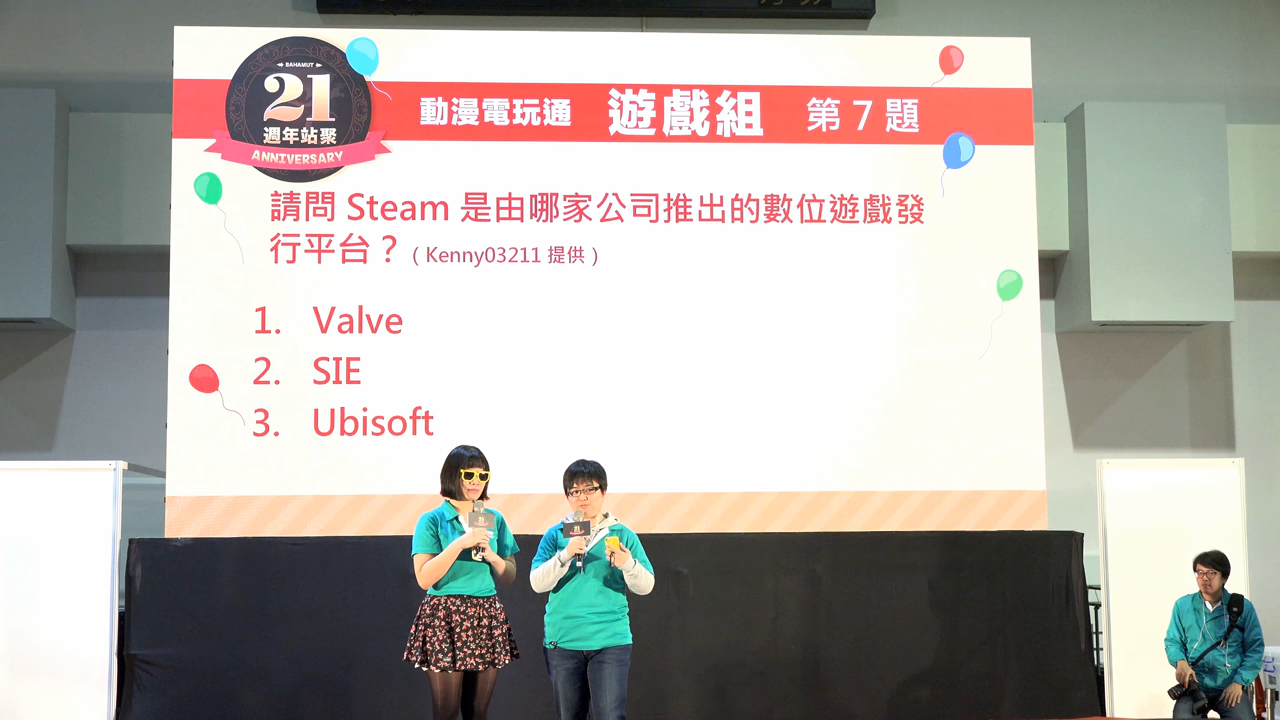 BAHAMUT
21
週年站聚
ANNIVERSARY
動漫電玩通 遊戲組 第 7 題
請問 Steam 是由哪家公司推出的數位遊戲發
行平台？（Kenny03211 提供）
1. Valve
2. SIE
3. Ubisoft
21
21